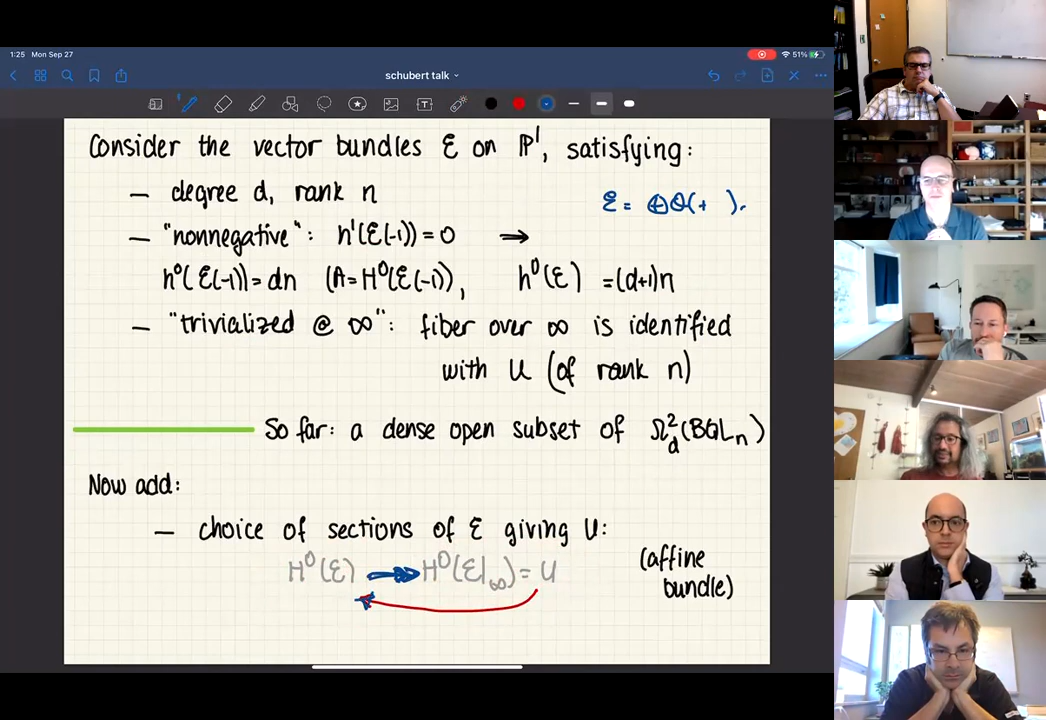 1:25 Mon Sep 27
51%
schubert talk
Consider the vector bundles ℰ on ℙ¹, satisfying:
— degree d, rank n
ℰ = ⊕𝒪(+ ).
— "nonnegative": h¹(ℰ(-1)) = 0 →
h⁰(ℰ(-1)) = dn (A = H⁰(ℰ(-1)), h⁰(ℰ) = (d+1)n
— "trivialized @ ∞": fiber over ∞ is identified
with U (of rank n)
So far: a dense open subset of Ω²_d(BGL_n)
Now add:
— choice of sections of ℰ giving U:
H⁰(ℰ) → H⁰(ℰ|_∞) = U
(affine
bundle)